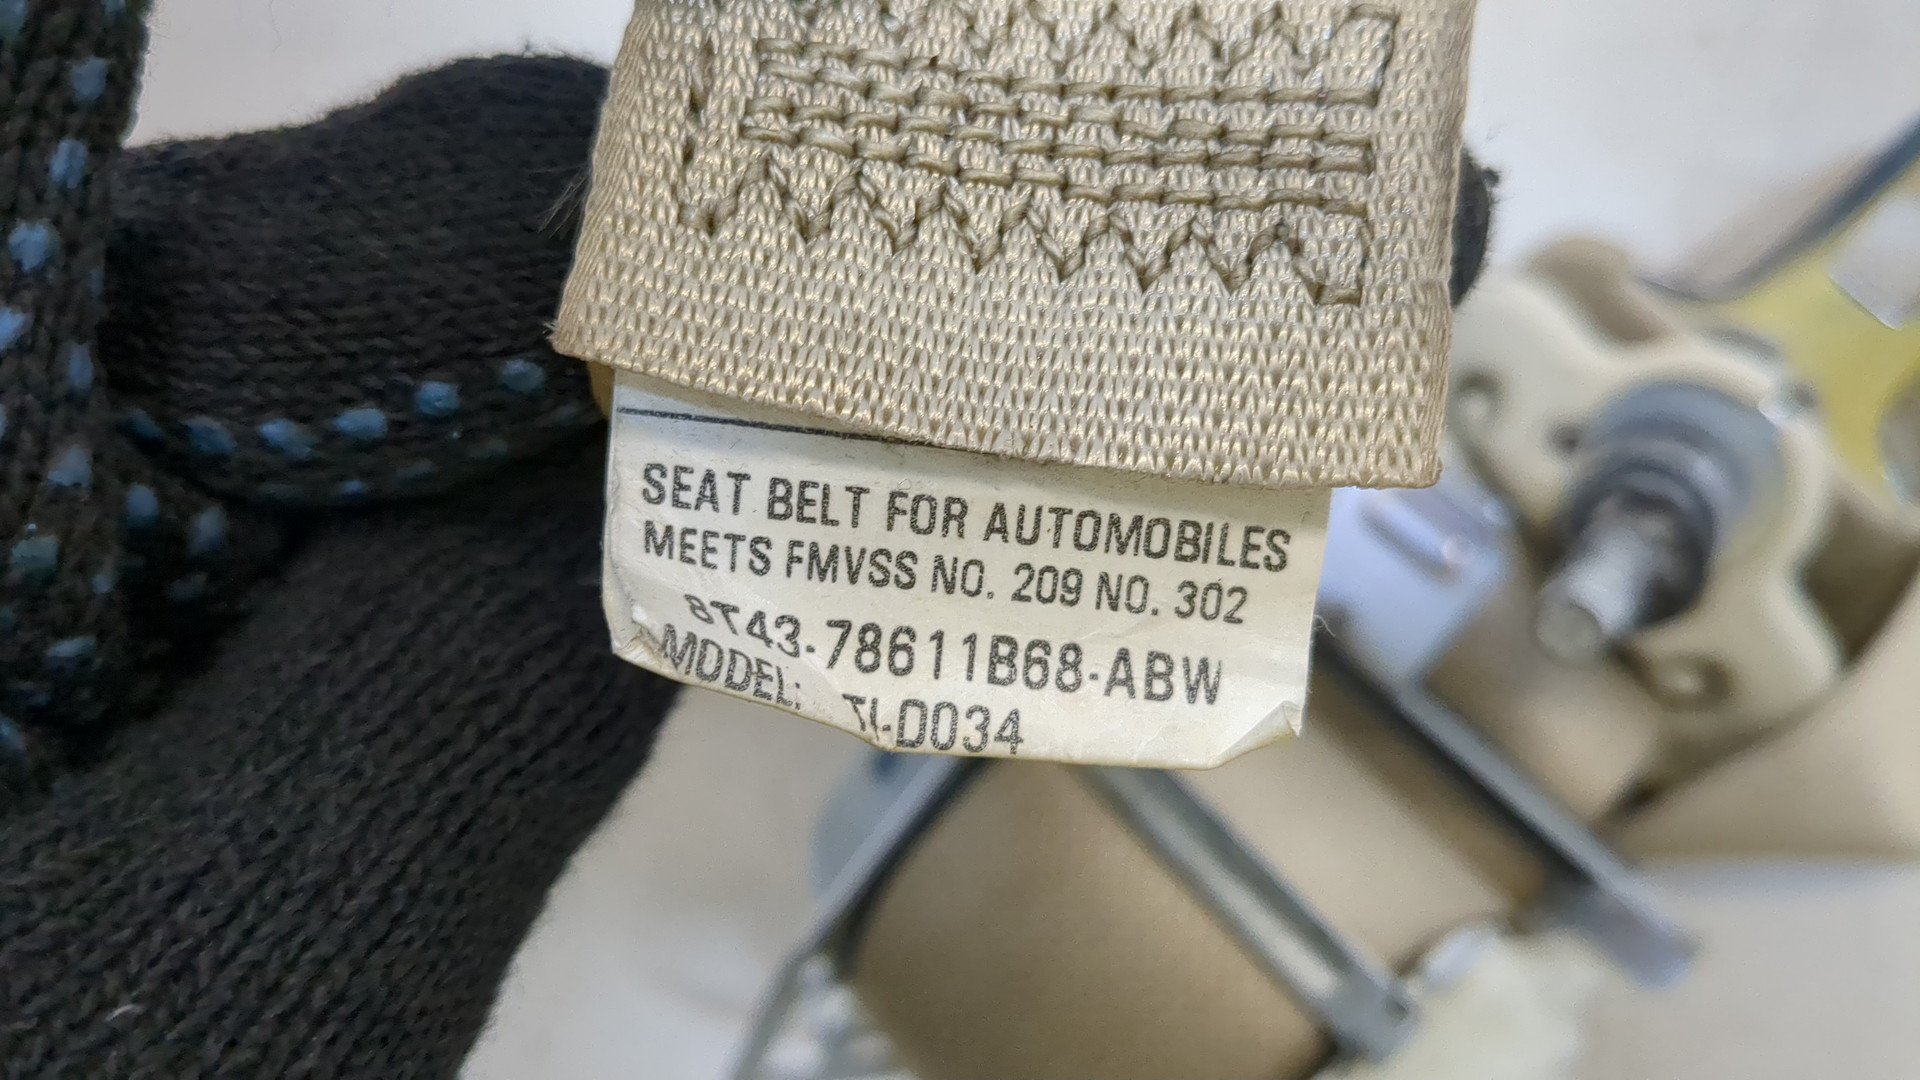 SEAT BELT FOR AUTOMOBILES
MEETS FMVSS NO. 209 NO. 302
8T43-78611B68-ABW
MODEL: TI-D034